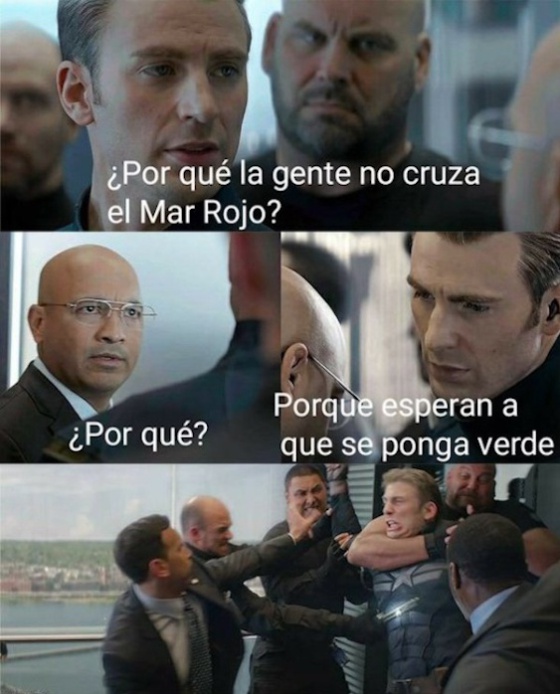 ¿Por qué la gente no cruza
el Mar Rojo?
¿Por qué?
Porque esperan a
que se ponga verde